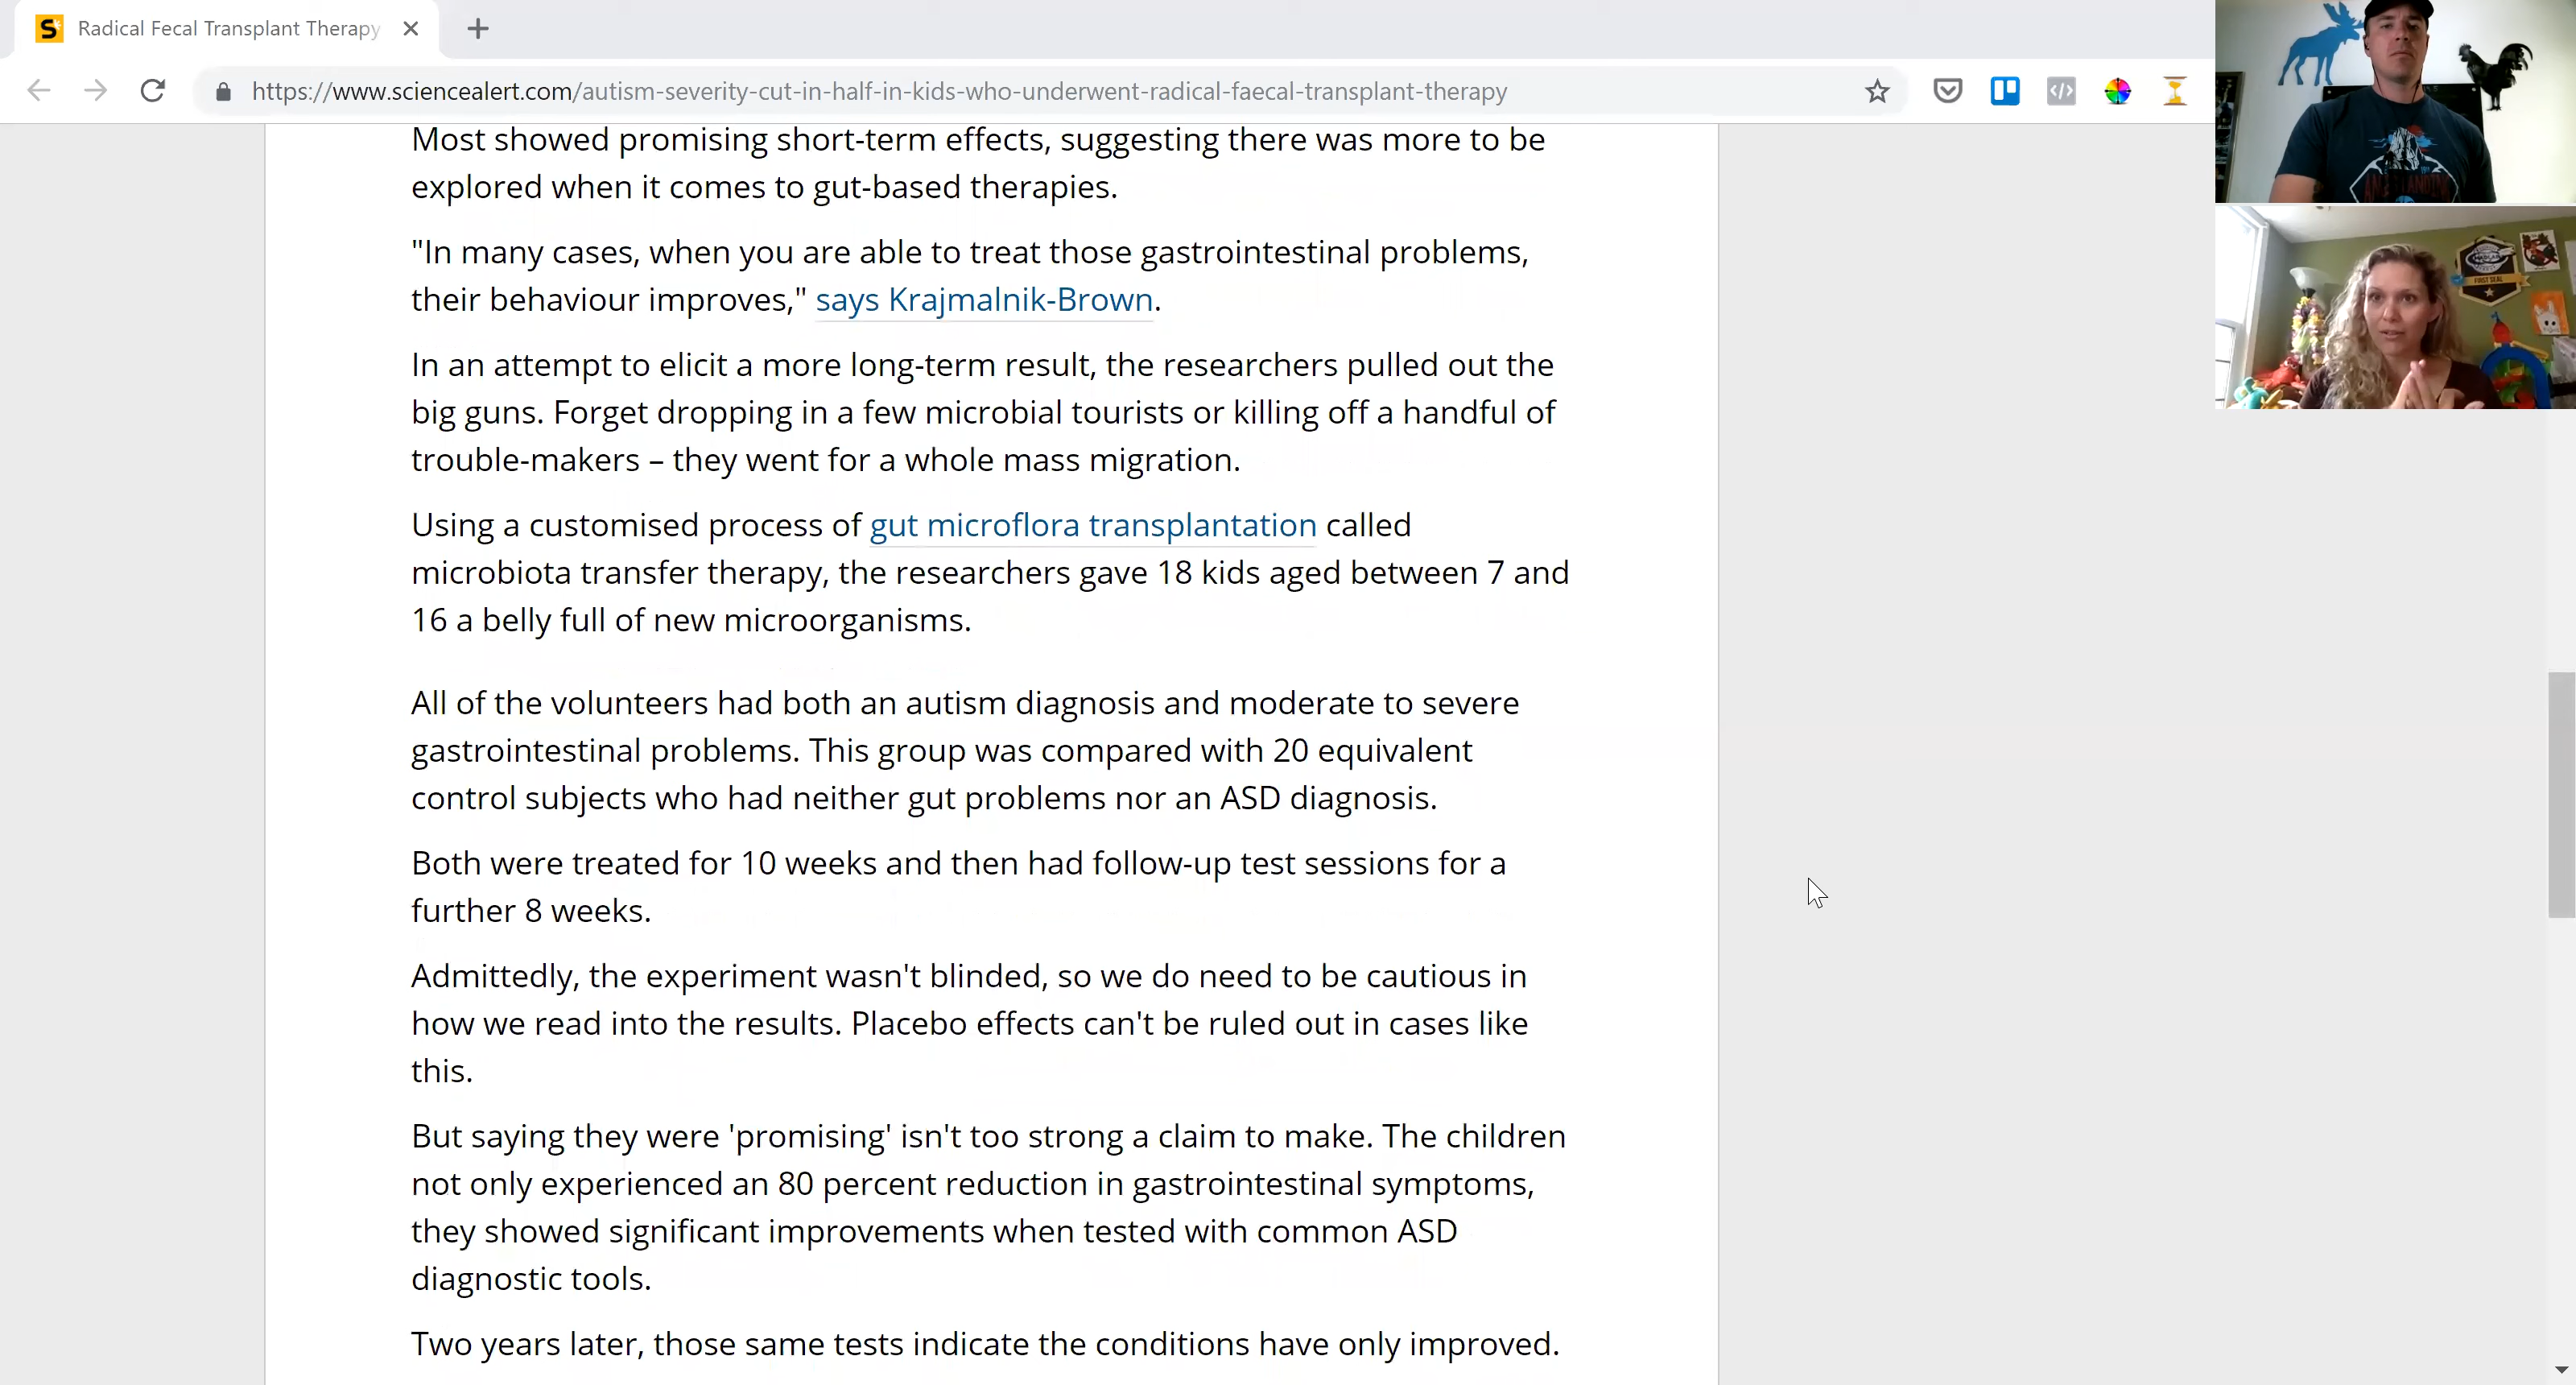 Radical Fecal Transplant Therapy
https://www.sciencealert.com/autism-severity-cut-in-half-in-kids-who-underwent-radical-faecal-transplant-therapy
Most showed promising short-term effects, suggesting there was more to be
explored when it comes to gut-based therapies.
"In many cases, when you are able to treat those gastrointestinal problems,
their behaviour improves," says Krajmalnik-Brown.
In an attempt to elicit a more long-term result, the researchers pulled out the
big guns. Forget dropping in a few microbial tourists or killing off a handful of
trouble-makers – they went for a whole mass migration.
Using a customised process of gut microflora transplantation called
microbiota transfer therapy, the researchers gave 18 kids aged between 7 and
16 a belly full of new microorganisms.
All of the volunteers had both an autism diagnosis and moderate to severe
gastrointestinal problems. This group was compared with 20 equivalent
control subjects who had neither gut problems nor an ASD diagnosis.
Both were treated for 10 weeks and then had follow-up test sessions for a
further 8 weeks.
Admittedly, the experiment wasn't blinded, so we do need to be cautious in
how we read into the results. Placebo effects can't be ruled out in cases like
this.
But saying they were 'promising' isn't too strong a claim to make. The children
not only experienced an 80 percent reduction in gastrointestinal symptoms,
they showed significant improvements when tested with common ASD
diagnostic tools.
Two years later, those same tests indicate the conditions have only improved.
FIRST SEAL